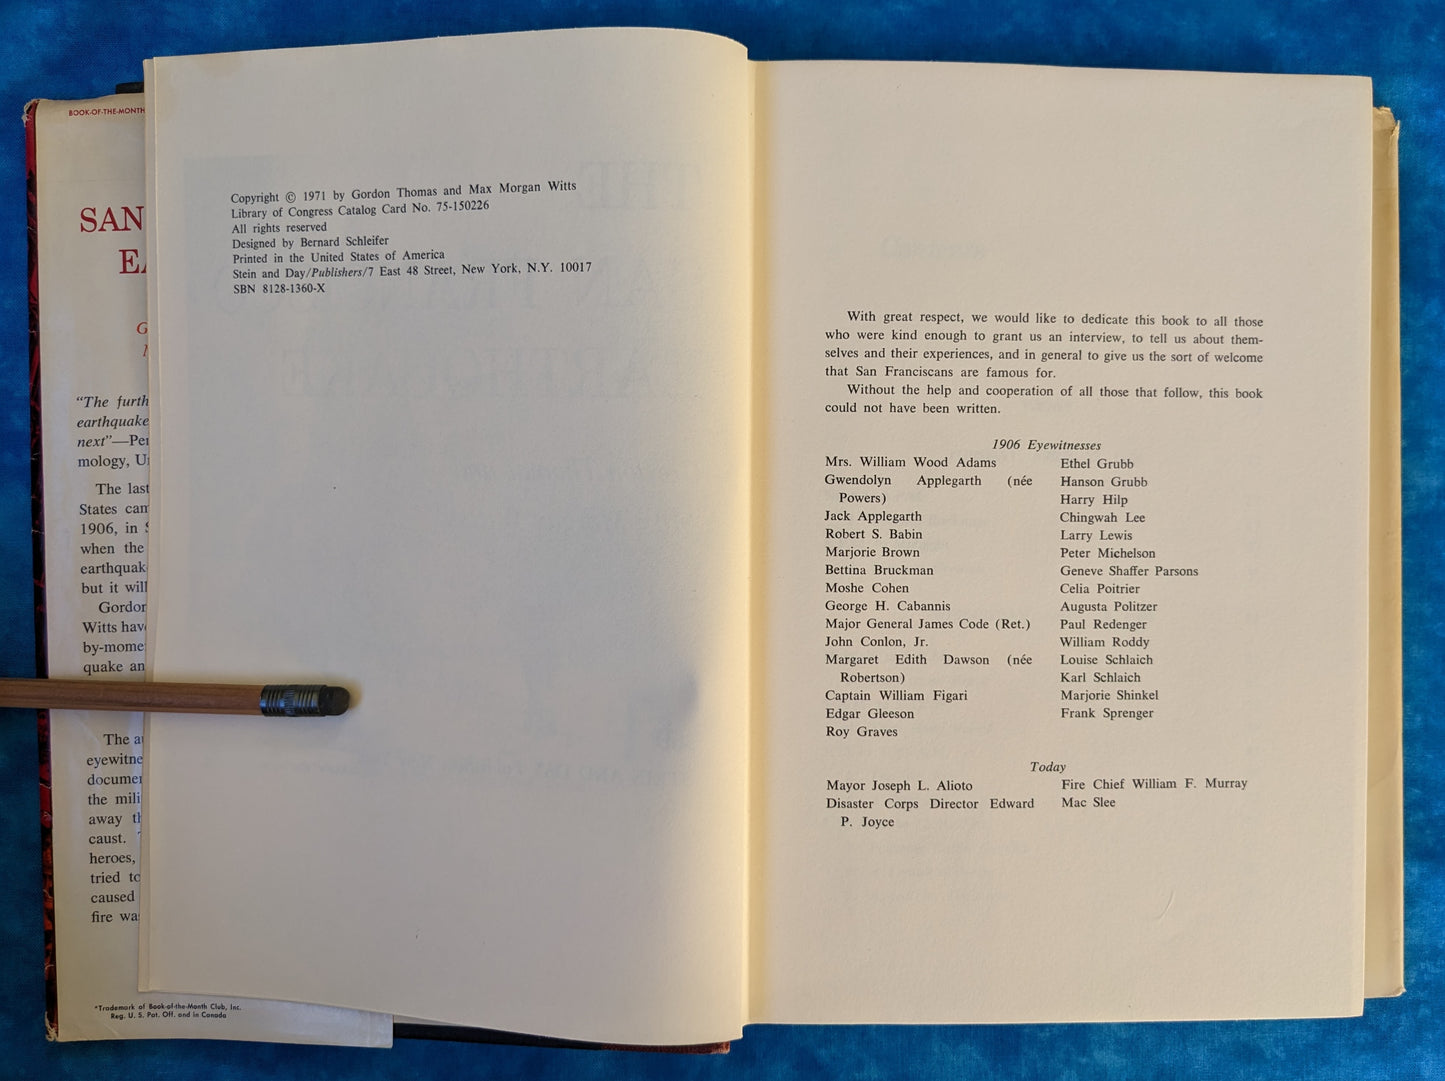 BOOK-OF-THE-MONTH
SAN
G
"The furth
earthquake
next"—Per
mology, U
The last
States can
1906, in S
when the
earthquak
but it will
Gordon
Witts have
by-mome
quake an
The a
eyewitne
documen
the mili
away th
caust.
heroes,
tried to
caused
fire wa
*Trademark of Book-of-the-Month Club, Inc.
Reg. U. S. Pat. Off. and in Canada
Copyright © 1971 by Gordon Thomas and Max Morgan Witts
Library of Congress Catalog Card No. 75-150226
All rights reserved
Designed by Bernard Schleifer
Printed in the United States of America
Stein and Day/Publishers/7 East 48 Street, New York, N.Y. 10017
SBN 8128-1360-X
With great respect, we would like to dedicate this book to all those
who were kind enough to grant us an interview, to tell us about them-
selves and their experiences, and in general to give us the sort of welcome
that San Franciscans are famous for.
Without the help and cooperation of all those that follow, this book
could not have been written.
1906 Eyewitnesses
Mrs. William Wood Adams
Gwendolyn Applegarth (née
Powers)
Jack Applegarth
Robert S. Babin
Marjorie Brown
Bettina Bruckman
Moshe Cohen
George H. Cabannis
Major General James Code (Ret.)
John Conlon, Jr.
Margaret Edith Dawson (née
Robertson)
Captain William Figari
Edgar Gleeson
Roy Graves
Ethel Grubb
Hanson Grubb
Harry Hilp
Chingwah Lee
Larry Lewis
Peter Michelson
Geneve Shaffer Parsons
Celia Poitrier
Augusta Politzer
Paul Redenger
William Roddy
Louise Schlaich
Karl Schlaich
Marjorie Shinkel
Frank Sprenger
Today
Mayor Joseph L. Alioto
Disaster Corps Director Edward
P. Joyce
Fire Chief William F. Murray
Mac Slee